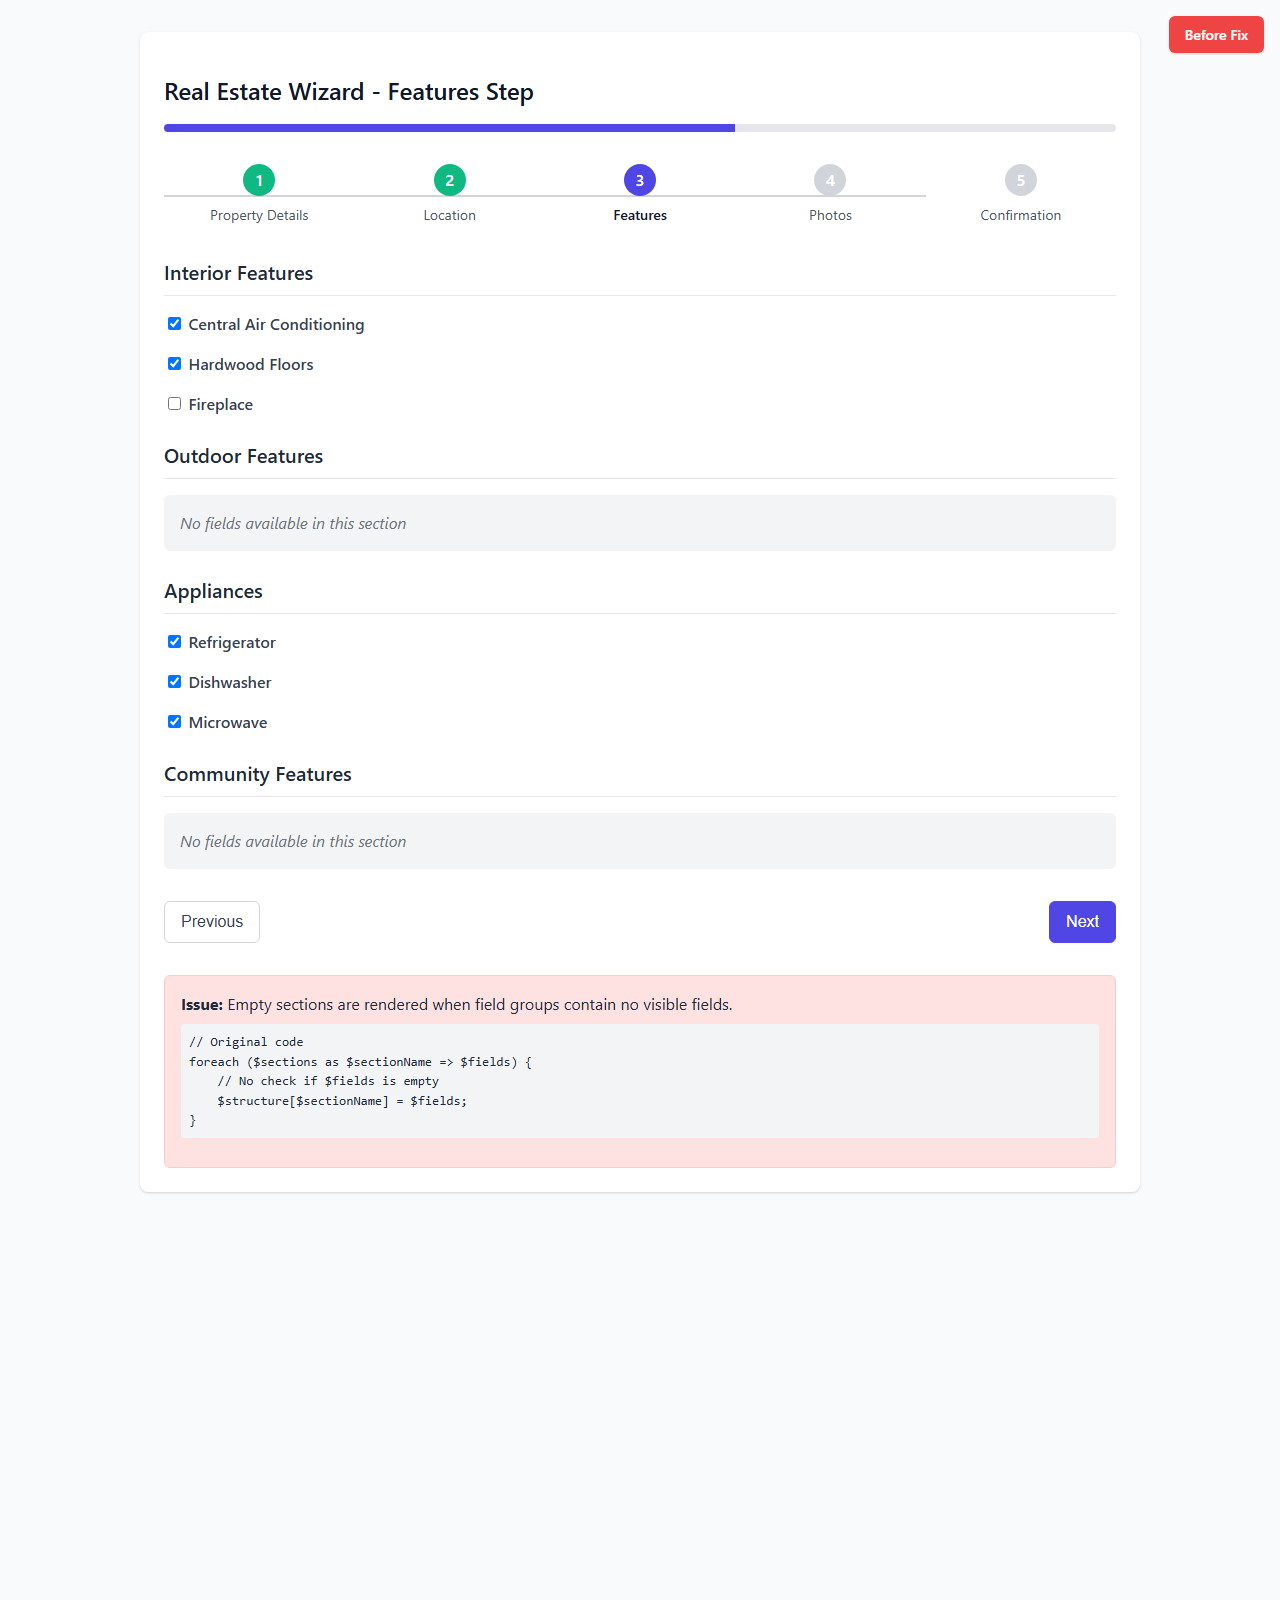 Before Fix
Real Estate Wizard - Features Step
1 2 3 4 5
Property Details Location Features Photos Confirmation
Interior Features
Central Air Conditioning
Hardwood Floors
Fireplace
Outdoor Features
No fields available in this section
Appliances
Refrigerator
Dishwasher
Microwave
Community Features
No fields available in this section
Previous Next
Issue: Empty sections are rendered when field groups contain no visible fields.
// Original code
foreach ($sections as $sectionName => $fields) {
    // No check if $fields is empty
    $structure[$sectionName] = $fields;
}